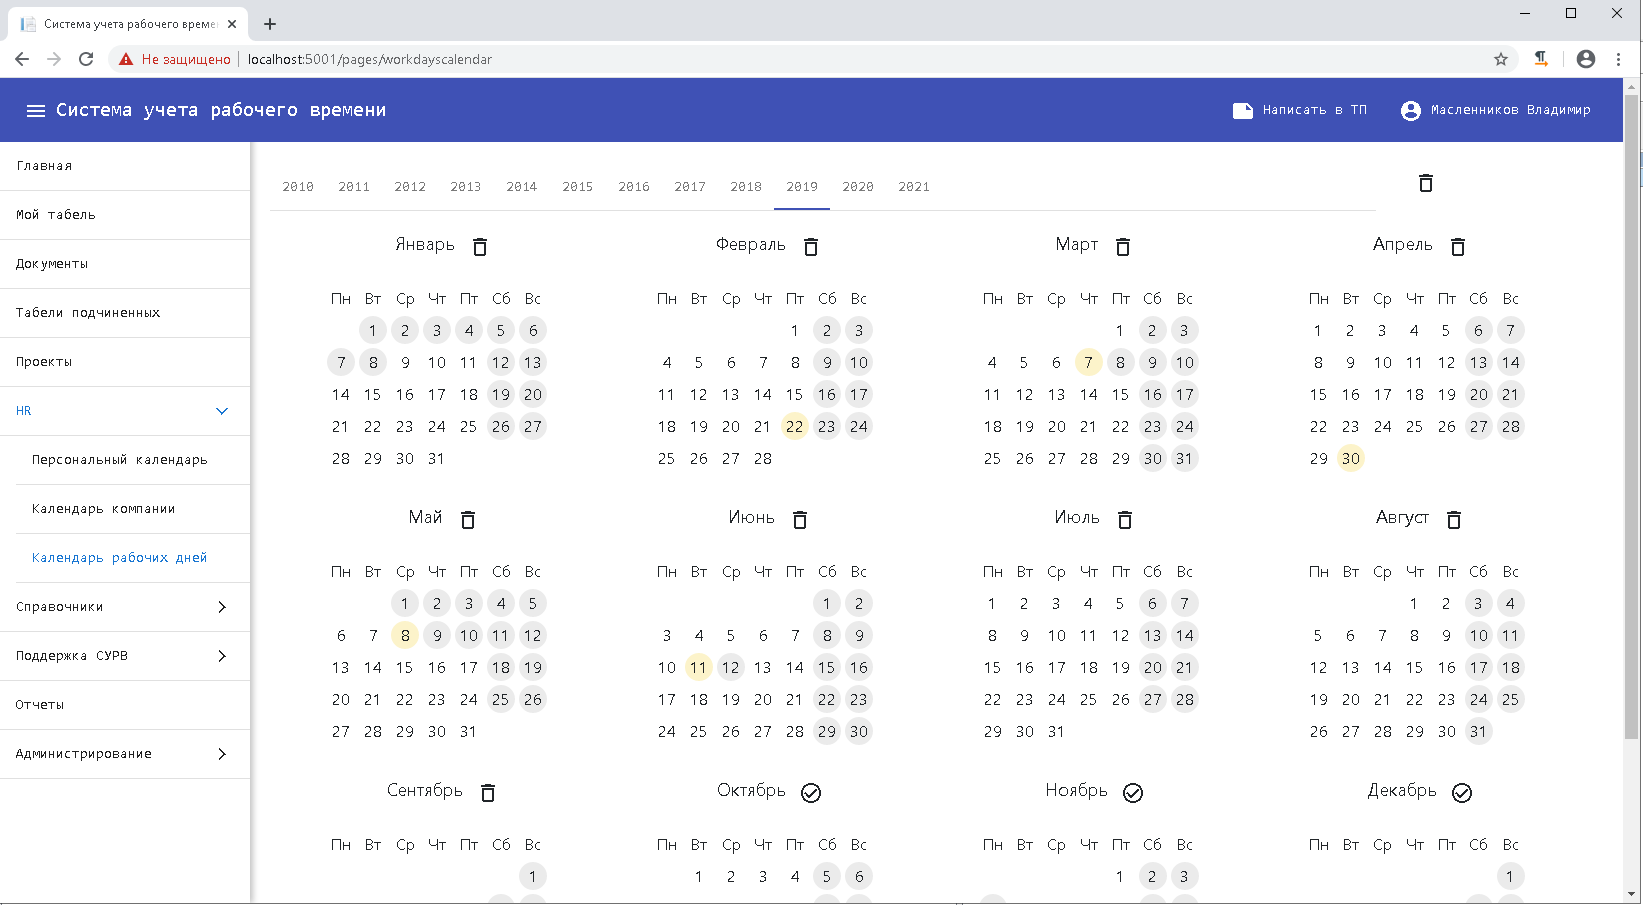 Система учета рабочего време
Не защищено localhost:5001/pages/workdayscalendar
Система учета рабочего времени
Написать в ТП
Масленников Владимир
Главная
Мой табель
Документы
Табели подчиненных
Проекты
HR
Персональный календарь
Календарь компании
Календарь рабочих дней
Справочники
Поддержка СУРВ
Отчеты
Администрирование
2010 2011 2012 2013 2014 2015 2016 2017 2018 2019 2020 2021
Январь
Пн Вт Ср Чт Пт Сб Вс
1 2 3 4 5 6
7 8 9 10 11 12 13
14 15 16 17 18 19 20
21 22 23 24 25 26 27
28 29 30 31
Февраль
Пн Вт Ср Чт Пт Сб Вс
1 2 3
4 5 6 7 8 9 10
11 12 13 14 15 16 17
18 19 20 21 22 23 24
25 26 27 28
Март
Пн Вт Ср Чт Пт Сб Вс
1 2 3
4 5 6 7 8 9 10
11 12 13 14 15 16 17
18 19 20 21 22 23 24
25 26 27 28 29 30 31
Апрель
Пн Вт Ср Чт Пт Сб Вс
1 2 3 4 5 6 7
8 9 10 11 12 13 14
15 16 17 18 19 20 21
22 23 24 25 26 27 28
29 30
Май
Пн Вт Ср Чт Пт Сб Вс
1 2 3 4 5
6 7 8 9 10 11 12
13 14 15 16 17 18 19
20 21 22 23 24 25 26
27 28 29 30 31
Июнь
Пн Вт Ср Чт Пт Сб Вс
1 2
3 4 5 6 7 8 9
10 11 12 13 14 15 16
17 18 19 20 21 22 23
24 25 26 27 28 29 30
Июль
Пн Вт Ср Чт Пт Сб Вс
1 2 3 4 5 6 7
8 9 10 11 12 13 14
15 16 17 18 19 20 21
22 23 24 25 26 27 28
29 30 31
Август
Пн Вт Ср Чт Пт Сб Вс
1 2 3 4
5 6 7 8 9 10 11
12 13 14 15 16 17 18
19 20 21 22 23 24 25
26 27 28 29 30 31
Сентябрь
Пн Вт Ср Чт Пт Сб Вс
1
Октябрь
Пн Вт Ср Чт Пт Сб Вс
1 2 3 4 5 6
Ноябрь
Пн Вт Ср Чт Пт Сб Вс
1 2 3
Декабрь
Пн Вт Ср Чт Пт Сб Вс
1